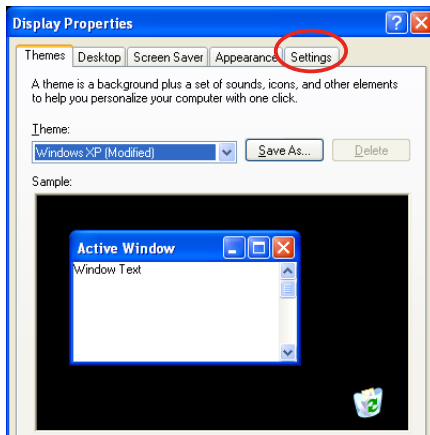 Display Properties
Themes Desktop Screen Saver Appearance Settings
A theme is a background plus a set of sounds, icons, and other elements
to help you personalize your computer with one click.
Theme:
Windows XP (Modified) Save As... Delete
Sample:
Active Window
Window Text